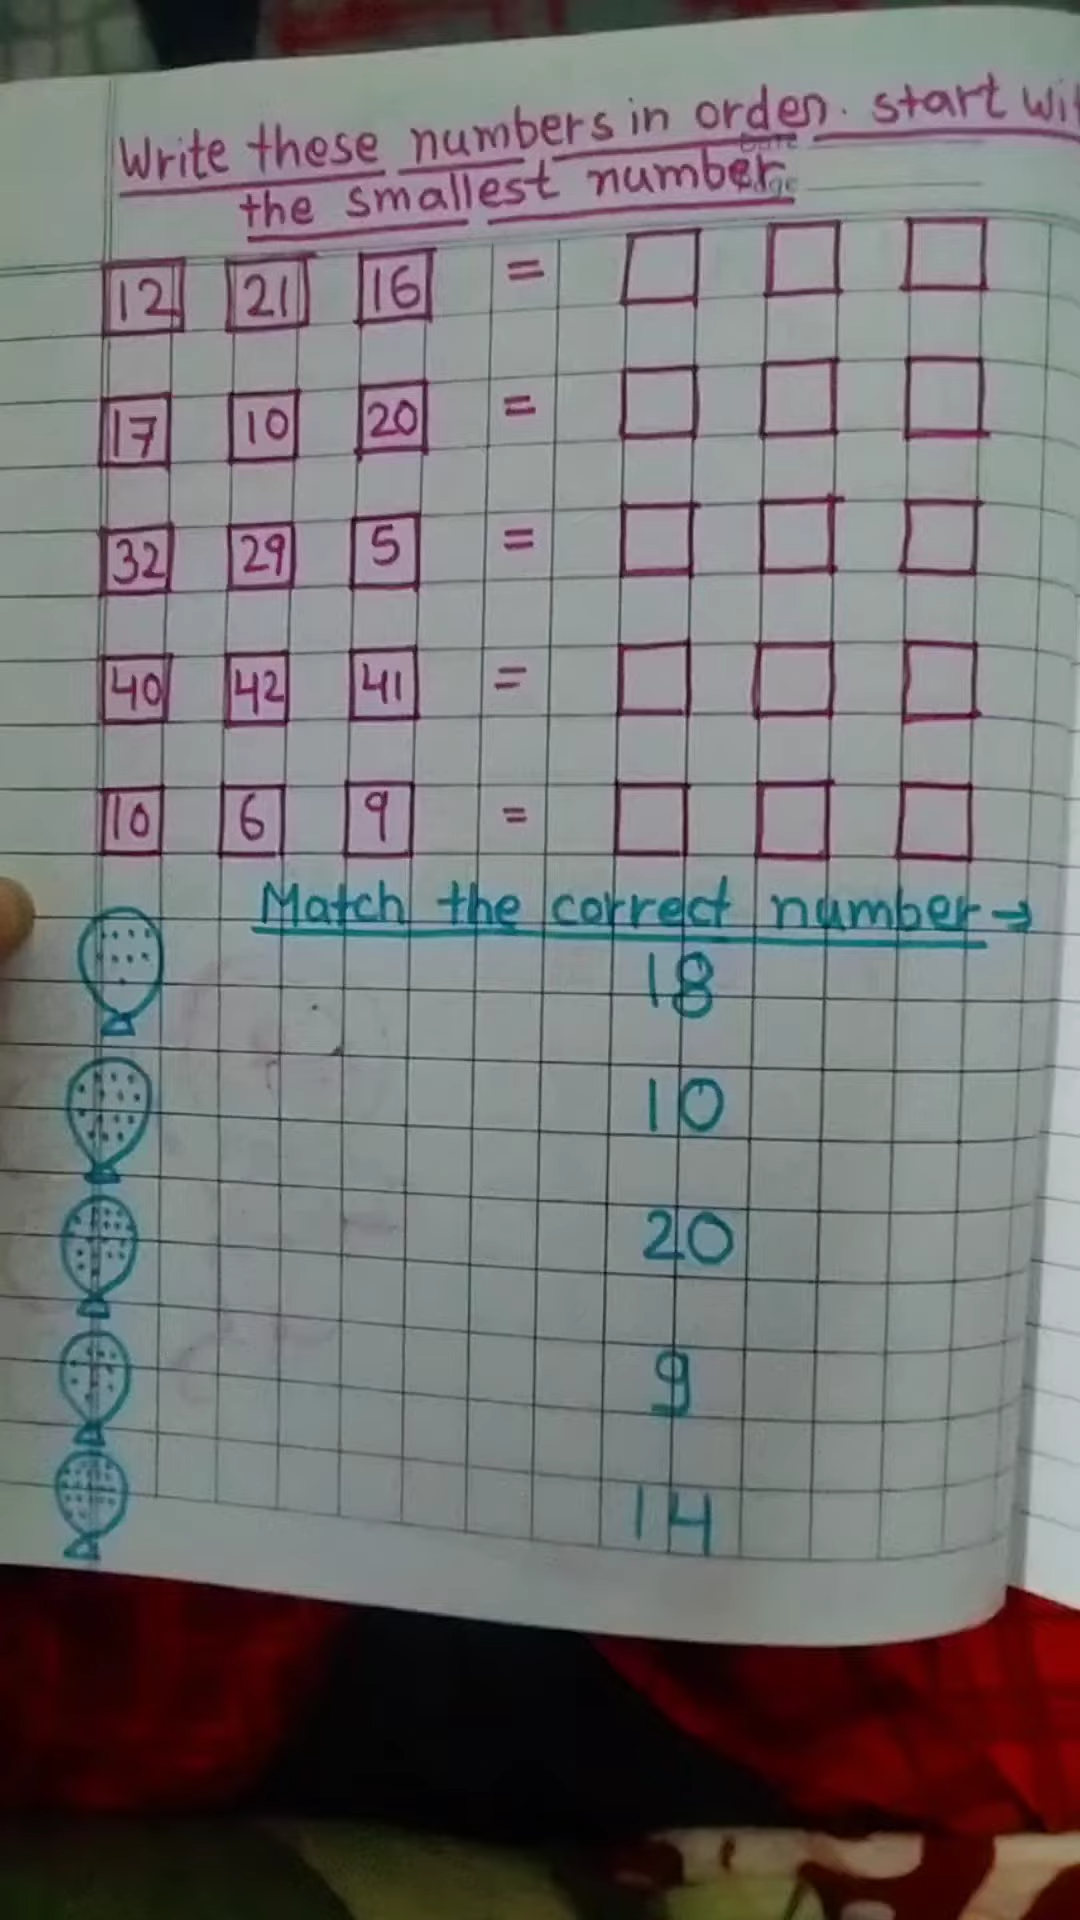 Write these numbers in order. start wit
the smallest number.
12 21 16 =
17 10 20 =
32 29 5 =
40 42 41 =
10 6 9 =
Match the correct number →
18
10
20
9
14